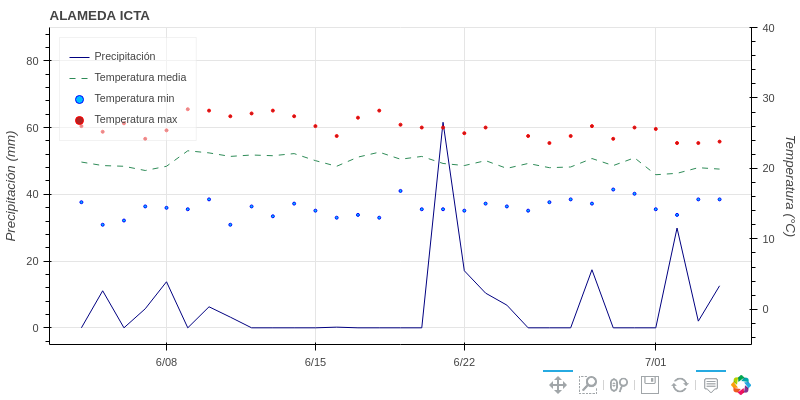 ALAMEDA ICTA
Precipitación
Temperatura media
Temperatura min
Temperatura max
Precipitación (mm)
80
60
40
20
0
40
30
20
10
0
Temperatura (°C)
6/08
6/15
6/22
7/01